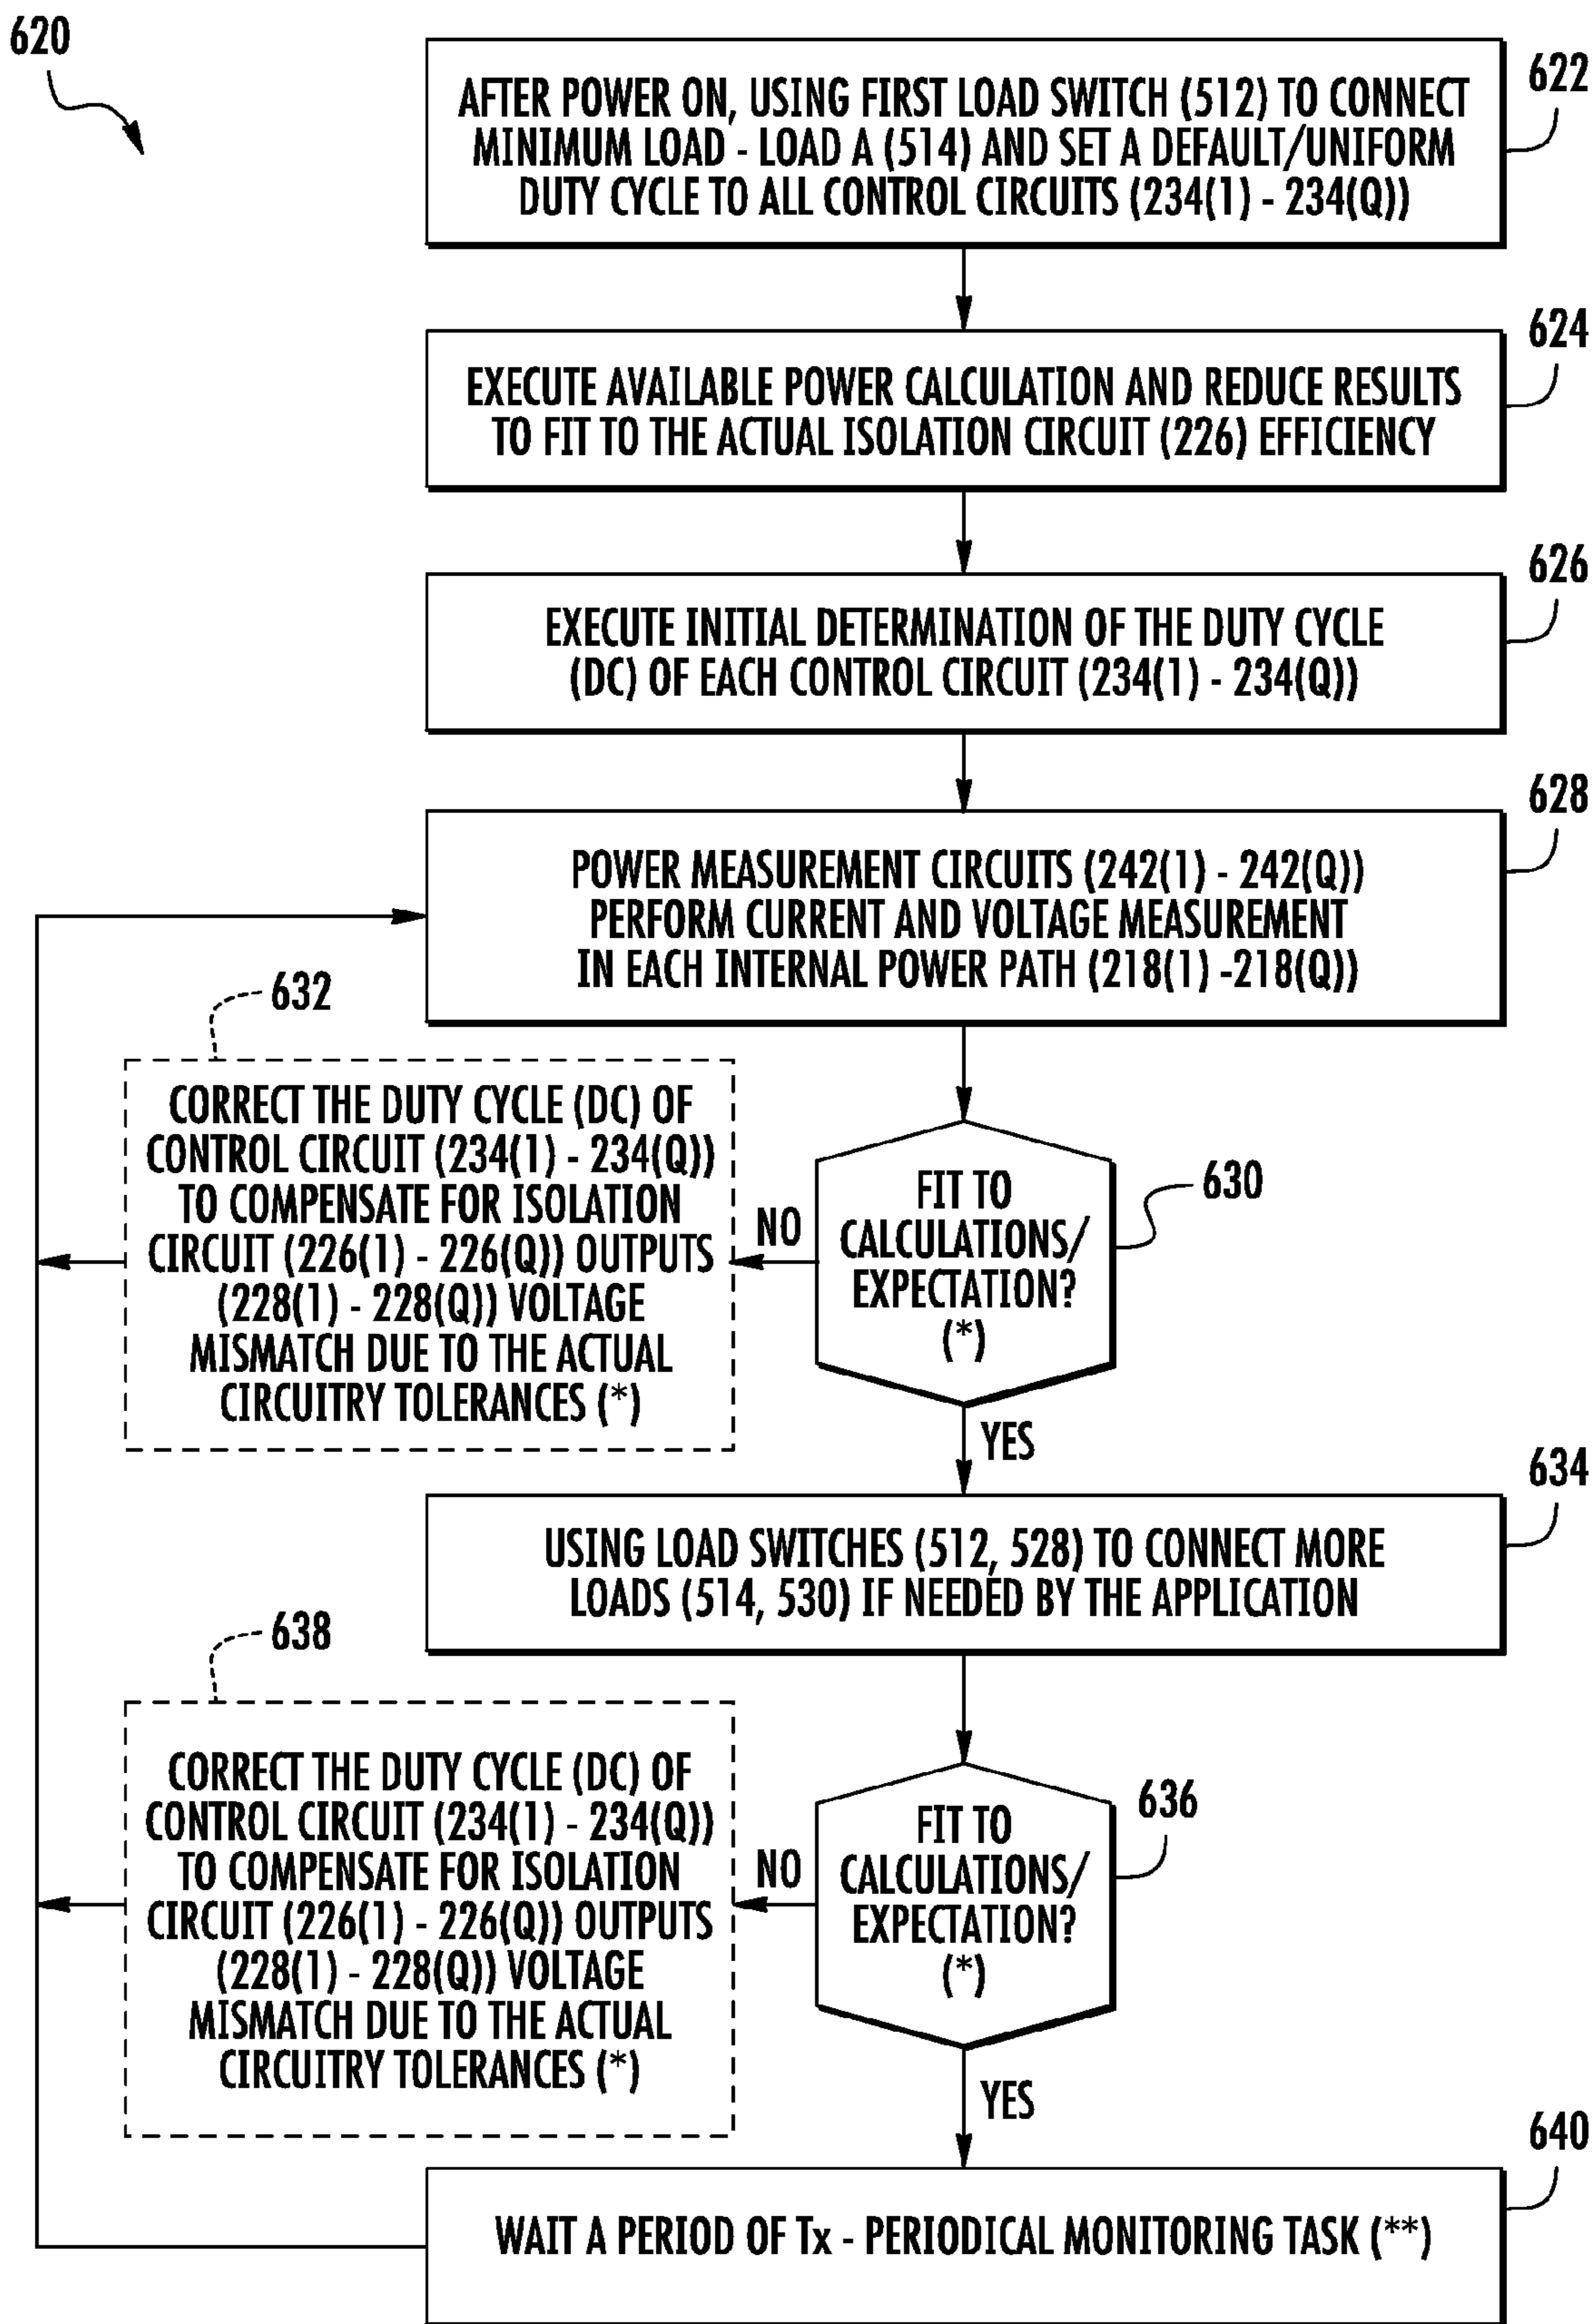 620
AFTER POWER ON, USING FIRST LOAD SWITCH (512) TO CONNECT
MINIMUM LOAD - LOAD A (514) AND SET A DEFAULT/UNIFORM
DUTY CYCLE TO ALL CONTROL CIRCUITS (234(1) - 234(Q))
622
EXECUTE AVAILABLE POWER CALCULATION AND REDUCE RESULTS
TO FIT TO THE ACTUAL ISOLATION CIRCUIT (226) EFFICIENCY
624
EXECUTE INITIAL DETERMINATION OF THE DUTY CYCLE
(DC) OF EACH CONTROL CIRCUIT (234(1) - 234(Q))
626
POWER MEASUREMENT CIRCUITS (242(1) - 242(Q))
PERFORM CURRENT AND VOLTAGE MEASUREMENT
IN EACH INTERNAL POWER PATH (218(1) -218(Q))
628
632
CORRECT THE DUTY CYCLE (DC) OF
CONTROL CIRCUIT (234(1) - 234(Q))
TO COMPENSATE FOR ISOLATION
CIRCUIT (226(1) - 226(Q)) OUTPUTS
(228(1) - 228(Q)) VOLTAGE
MISMATCH DUE TO THE ACTUAL
CIRCUITRY TOLERANCES (*)
NO
FIT TO
CALCULATIONS/
EXPECTATION?
(*)
630
YES
USING LOAD SWITCHES (512, 528) TO CONNECT MORE
LOADS (514, 530) IF NEEDED BY THE APPLICATION
634
638
CORRECT THE DUTY CYCLE (DC) OF
CONTROL CIRCUIT (234(1) - 234(Q))
TO COMPENSATE FOR ISOLATION
CIRCUIT (226(1) - 226(Q)) OUTPUTS
(228(1) - 228(Q)) VOLTAGE
MISMATCH DUE TO THE ACTUAL
CIRCUITRY TOLERANCES (*)
NO
FIT TO
CALCULATIONS/
EXPECTATION?
(*)
636
YES
WAIT A PERIOD OF Tx - PERIODICAL MONITORING TASK (**)
640